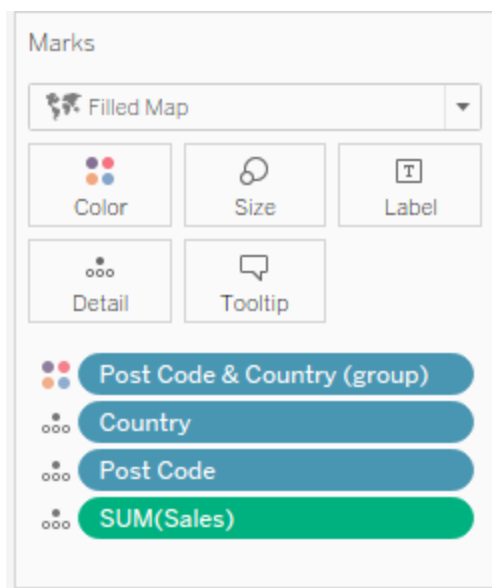 Marks
Filled Map
Color Size Label
T
Detail Tooltip
Post Code & Country (group)
Country
Post Code
SUM(Sales)